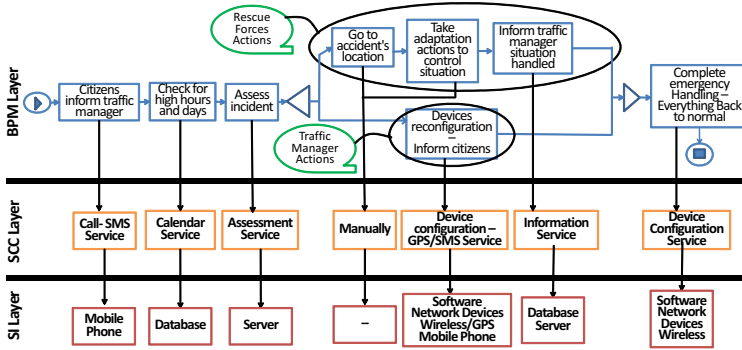 Rescue Forces
Actions
Go to
accident's
location
Take
adaptation
actions to
control
situation
Inform traffic
manager
situation
handled
BPM Layer
Citizens
inform traffic
manager
Check for
high hours
and days
Assess
incident
Complete
emergency
Handling –
Everything Back
to normal
Traffic
Manager
Actions
Devices
reconfiguration
–
Inform citizens
SCC Layer
Call- SMS
Service
Calendar
Service
Assessment
Service
Manually
Device
configuration –
GPS/SMS Service
Information
Service
Device
Configuration
Service
SI Layer
Mobile
Phone
Database
Server
–
Software
Network Devices
Wireless/GPS
Mobile Phone
Database
Server
Software
Network
Devices
Wireless